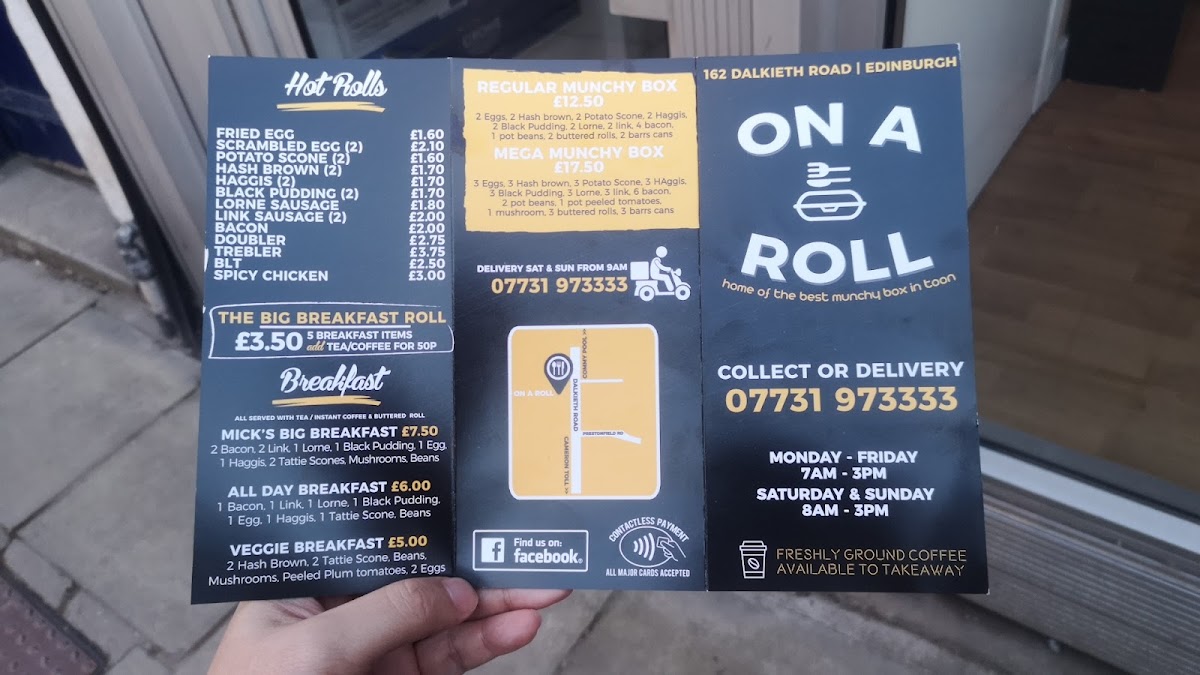 Hot Rolls
FRIED EGG £1.60
SCRAMBLED EGG (2) £2.10
POTATO SCONE (2) £1.60
HASH BROWN (2) £1.70
HAGGIS (2) £1.70
BLACK PUDDING (2) £1.70
LORNE SAUSAGE £1.80
LINK SAUSAGE (2) £2.00
BACON £2.00
DOUBLER £2.75
TREBLER £3.75
BLT £2.50
SPICY CHICKEN £3.00
THE BIG BREAKFAST ROLL
£3.50 5 BREAKFAST ITEMS
add TEA/COFFEE FOR 50P
Breakfast
ALL SERVED WITH TEA / INSTANT COFFEE & BUTTERED ROLL
MICK'S BIG BREAKFAST £7.50
2 Bacon, 2 Link, 1 Lorne, 1 Black Pudding, 1 Egg,
1 Haggis, 2 Tattie Scones, Mushrooms, Beans
ALL DAY BREAKFAST £6.00
1 Bacon, 1 Link, 1 Lorne, 1 Black Pudding,
1 Egg, 1 Haggis, 1 Tattie Scone, Beans
VEGGIE BREAKFAST £5.00
2 Hash Brown, 2 Tattie Scone, Beans,
Mushrooms, Peeled Plum tomatoes, 2 Eggs
REGULAR MUNCHY BOX
£12.50
2 Eggs, 2 Hash brown, 2 Potato Scone, 2 Haggis,
2 Black Pudding, 2 Lorne, 2 link, 4 bacon,
1 pot beans, 2 buttered rolls, 2 barrs cans
MEGA MUNCHY BOX
£17.50
3 Eggs, 3 Hash brown, 3 Potato Scone, 3 HAggis,
3 Black Pudding, 3 Lorne, 3 link, 6 bacon,
2 pot beans, 1 pot peeled tomatoes,
1 mushroom, 3 buttered rolls, 3 barrs cans
DELIVERY SAT & SUN FROM 9AM
07731 973333
COMMY POOL >>
ON A ROLL
DALKIETH ROAD
PRESTONFIELD RD
CAMERON TOLL >>
Find us on:
facebook®
CONTACTLESS PAYMENT
ALL MAJOR CARDS ACCEPTED
162 DALKIETH ROAD | EDINBURGH
ON A
ROLL
home of the best munchy box in toon
COLLECT OR DELIVERY
07731 973333
MONDAY - FRIDAY
7AM - 3PM
SATURDAY & SUNDAY
8AM - 3PM
FRESHLY GROUND COFFEE
AVAILABLE TO TAKEAWAY